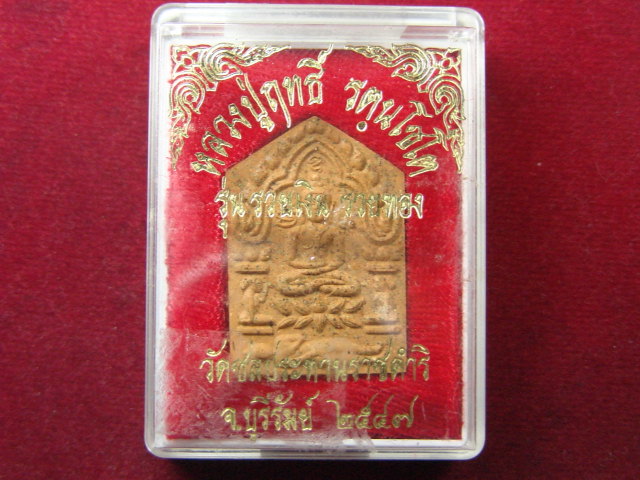 หลวงปู่ฤทธิ์ รตฺนโชโต
รุ่น รวยเงิน รวยทอง
วัดชลประทานราชดำริ
จ.บุรีรัมย์ ๒๕๔๗